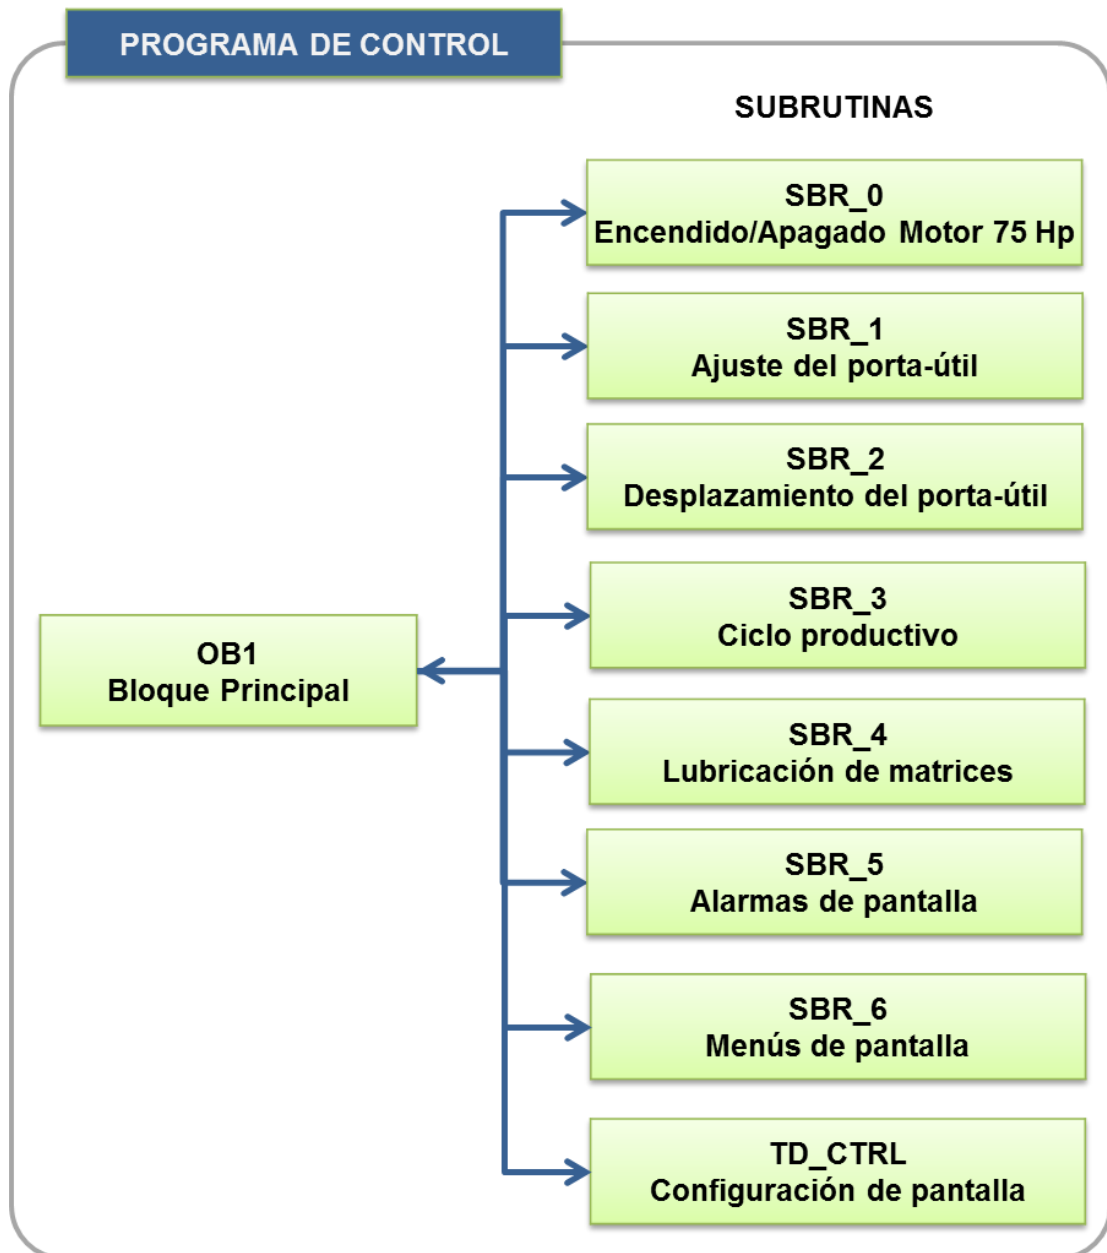 PROGRAMA DE CONTROL
SUBRUTINAS
SBR_0
Encendido/Apagado Motor 75 Hp
SBR_1
Ajuste del porta-útil
SBR_2
Desplazamiento del porta-útil
SBR_3
Ciclo productivo
OB1
Bloque Principal
SBR_4
Lubricación de matrices
SBR_5
Alarmas de pantalla
SBR_6
Menús de pantalla
TD_CTRL
Configuración de pantalla